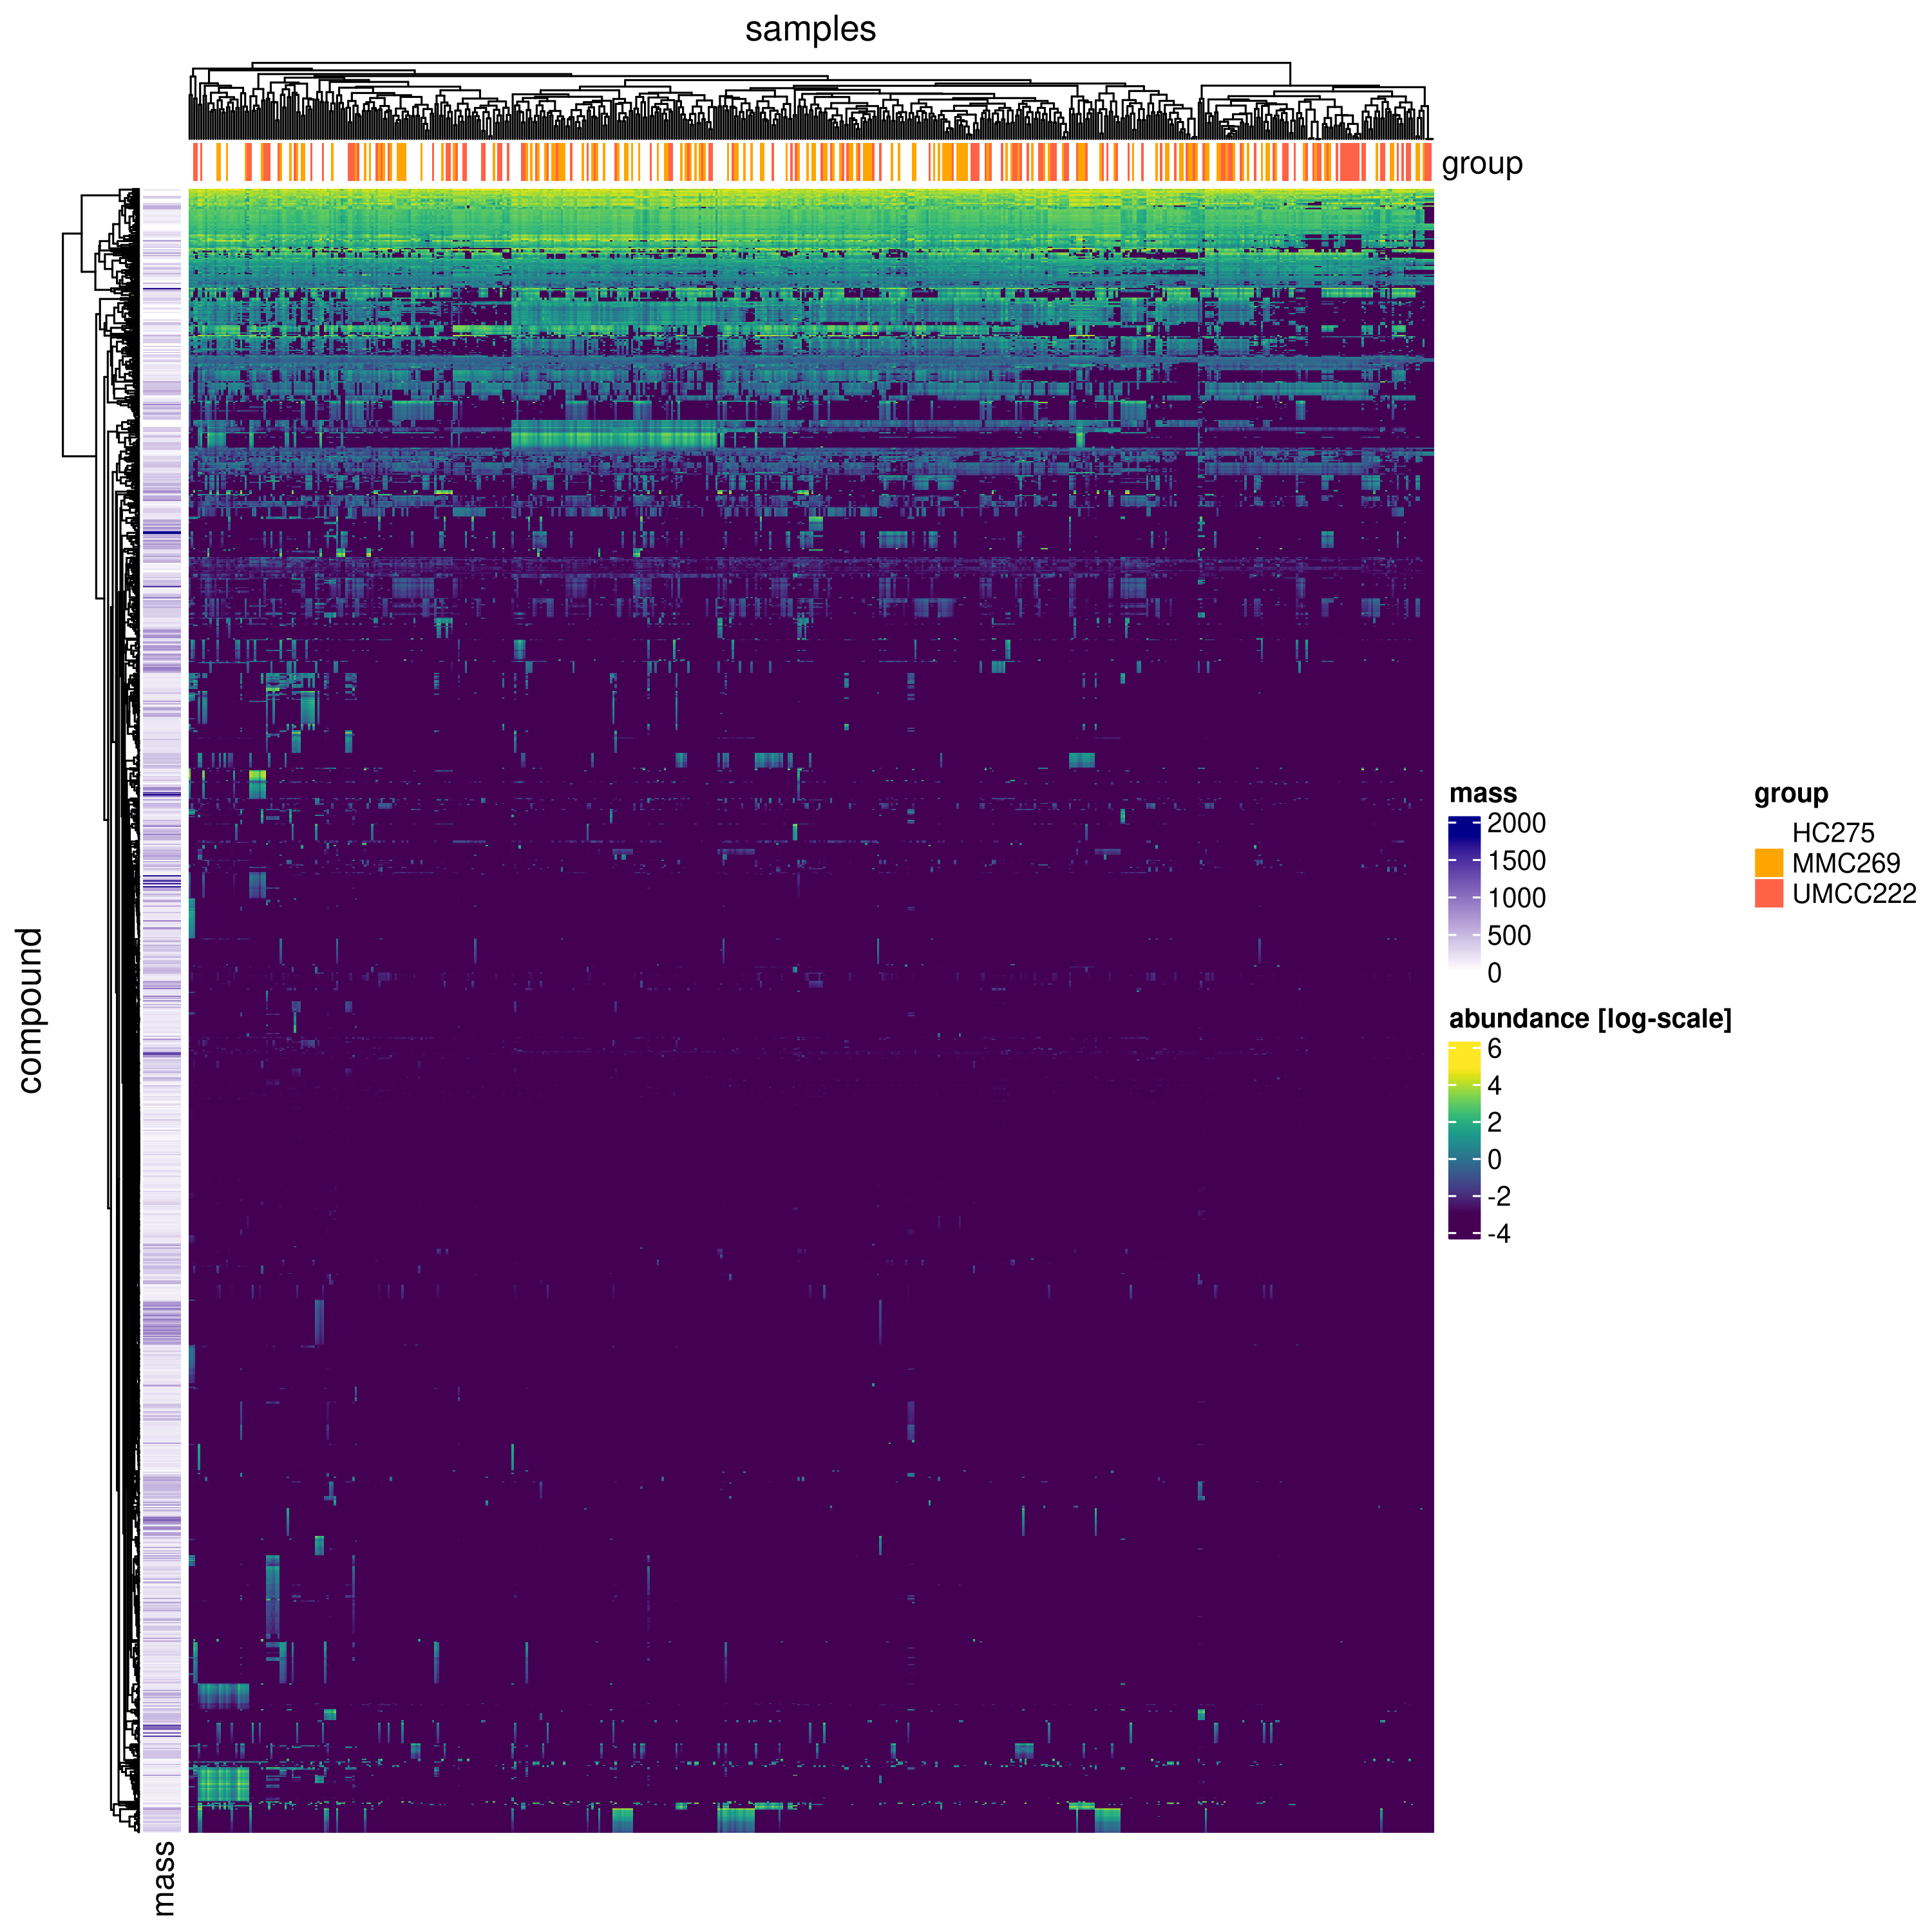 samples
group
compound
mass
mass
2000
1500
1000
500
0
group
HC275
MMC269
UMCC222
abundance [log-scale]
6
4
2
0
-2
-4